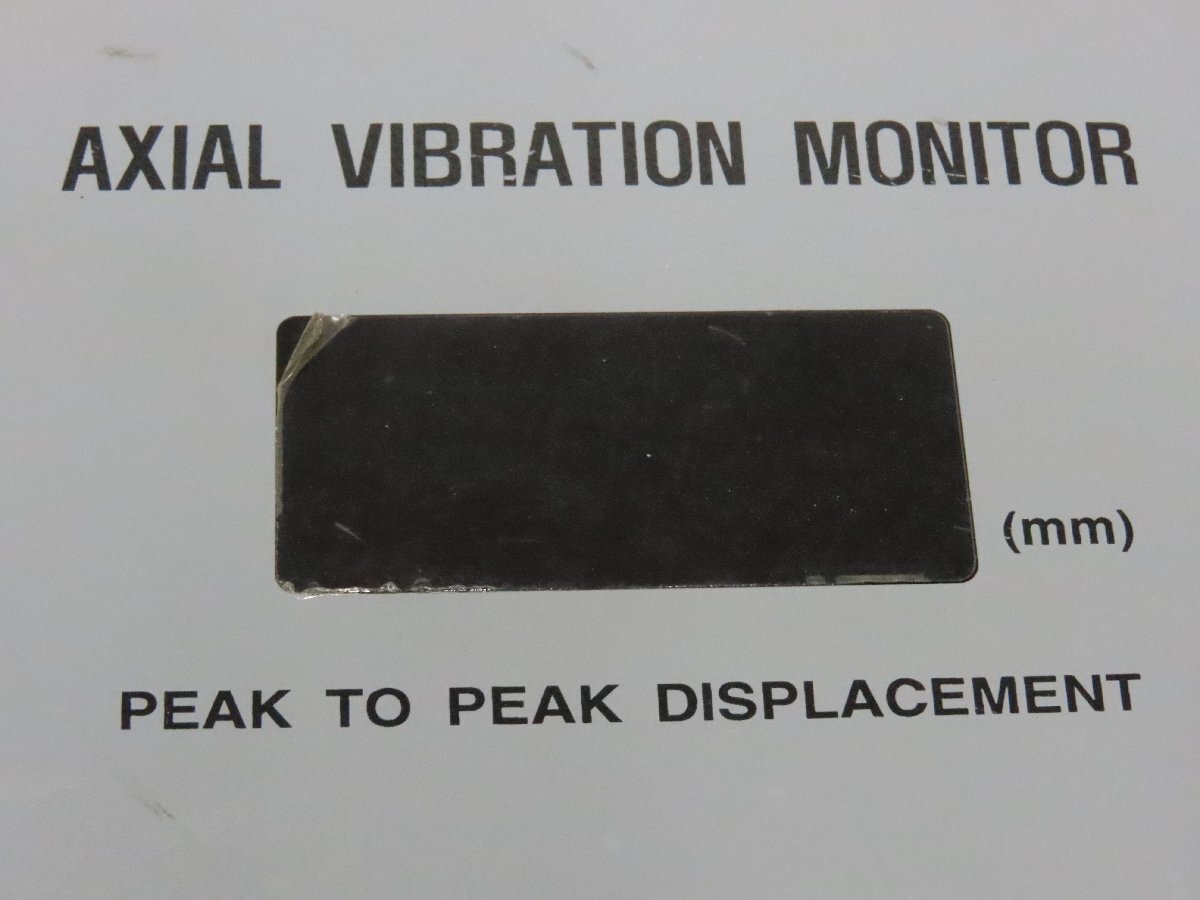 AXIAL VIBRATION MONITOR
(mm)
PEAK TO PEAK DISPLACEMENT